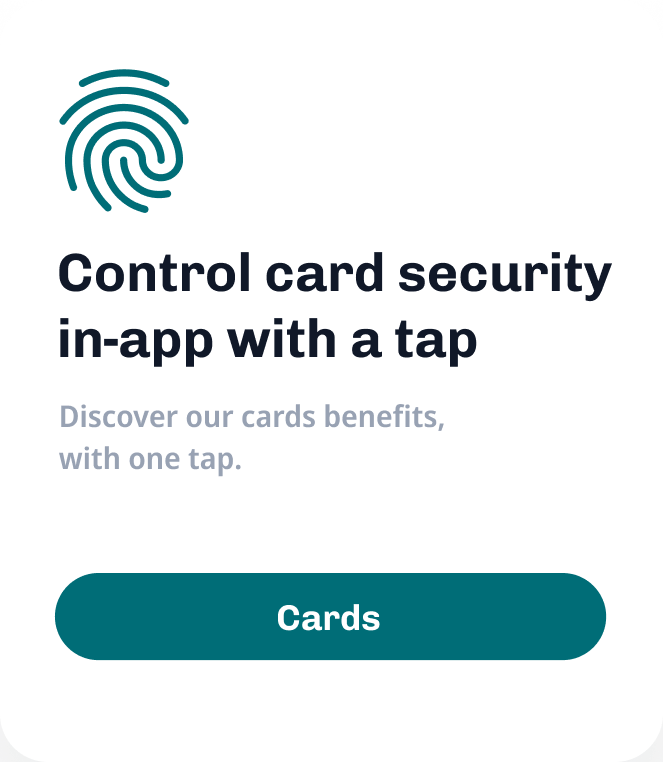 Control card security
in-app with a tap
Discover our cards benefits,
with one tap.
Cards